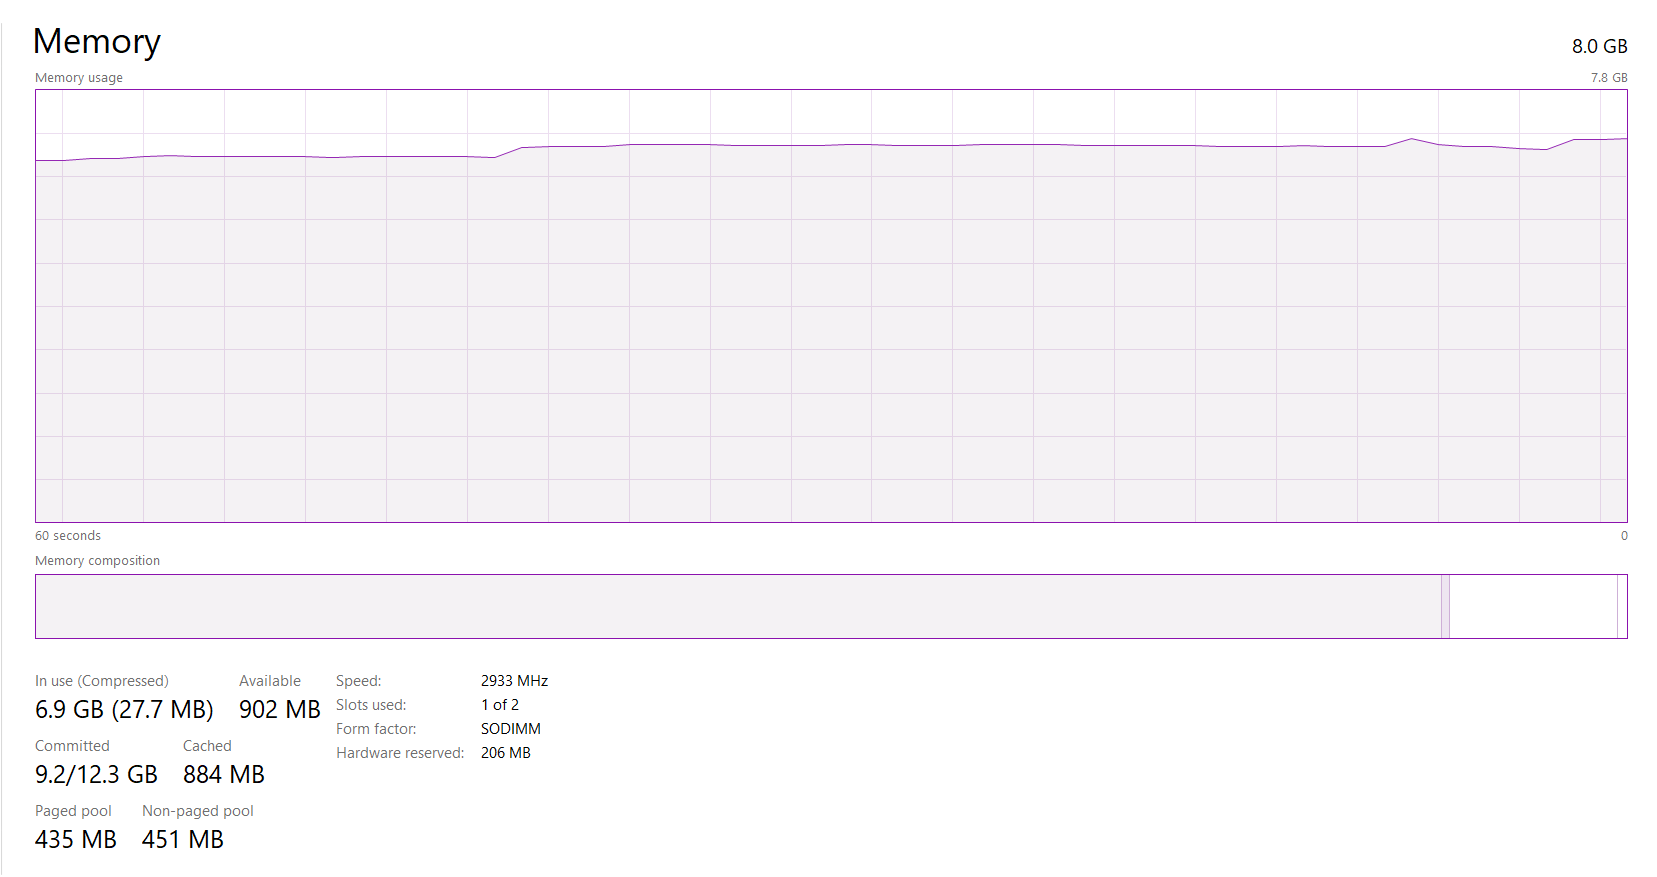 Memory
8.0 GB
Memory usage
7.8 GB
60 seconds
0
Memory composition
In use (Compressed)
6.9 GB (27.7 MB)
Available
902 MB
Committed
9.2/12.3 GB
Cached
884 MB
Paged pool
435 MB
Non-paged pool
451 MB
Speed: 2933 MHz
Slots used: 1 of 2
Form factor: SODIMM
Hardware reserved: 206 MB